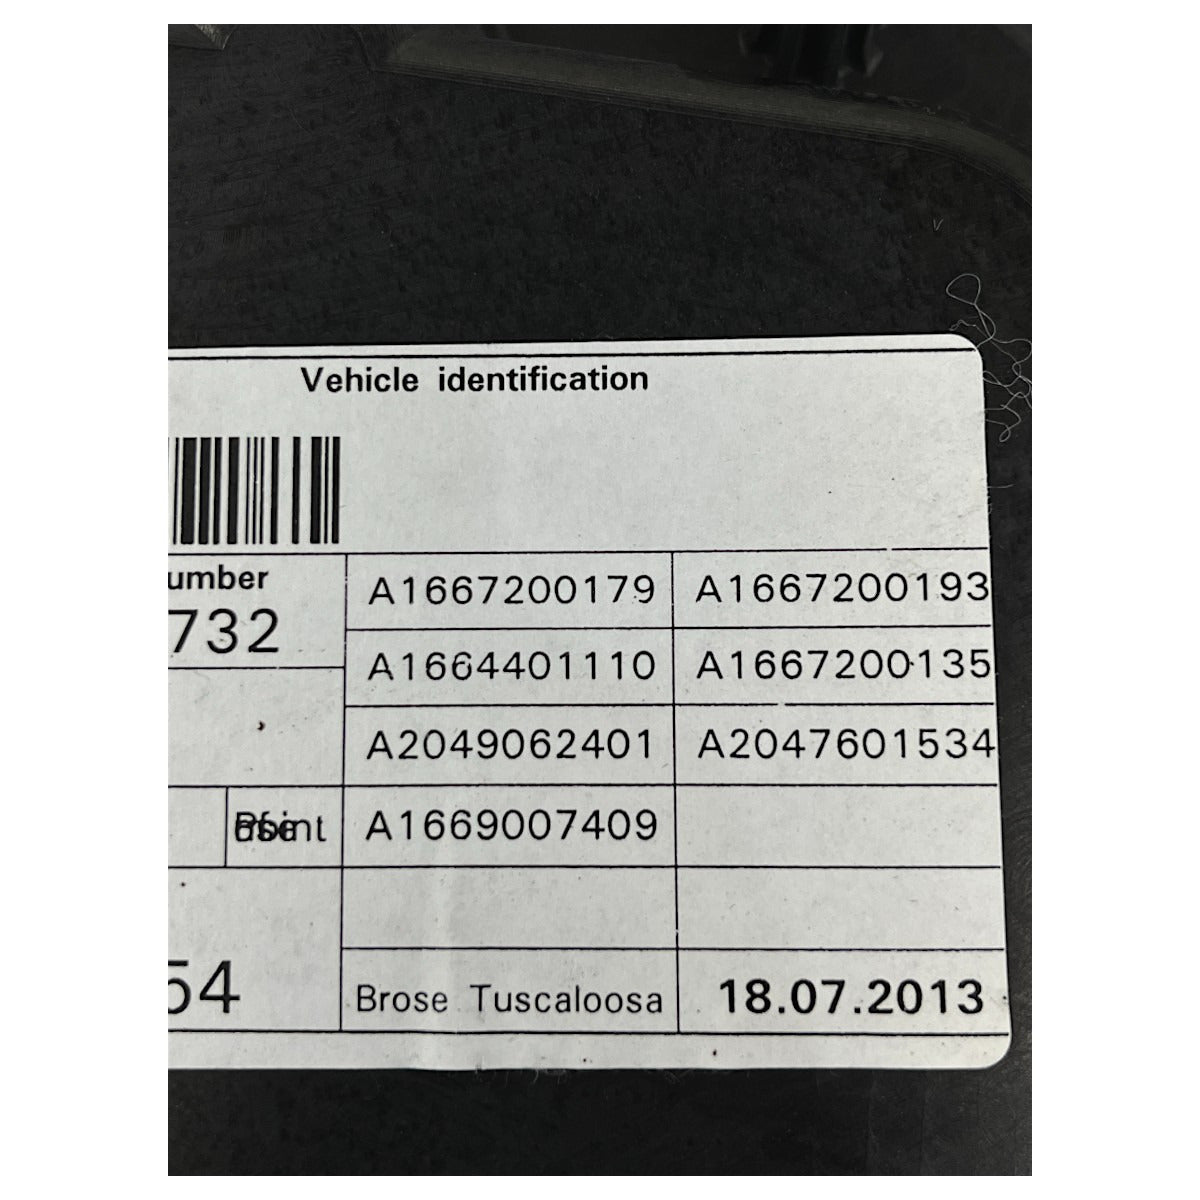 Vehicle identification
umber
732
A1667200179 A1667200193
A1664401110 A1667200135
A2049062401 A2047601534
A1669007409
54
Brose Tuscaloosa 18.07.2013